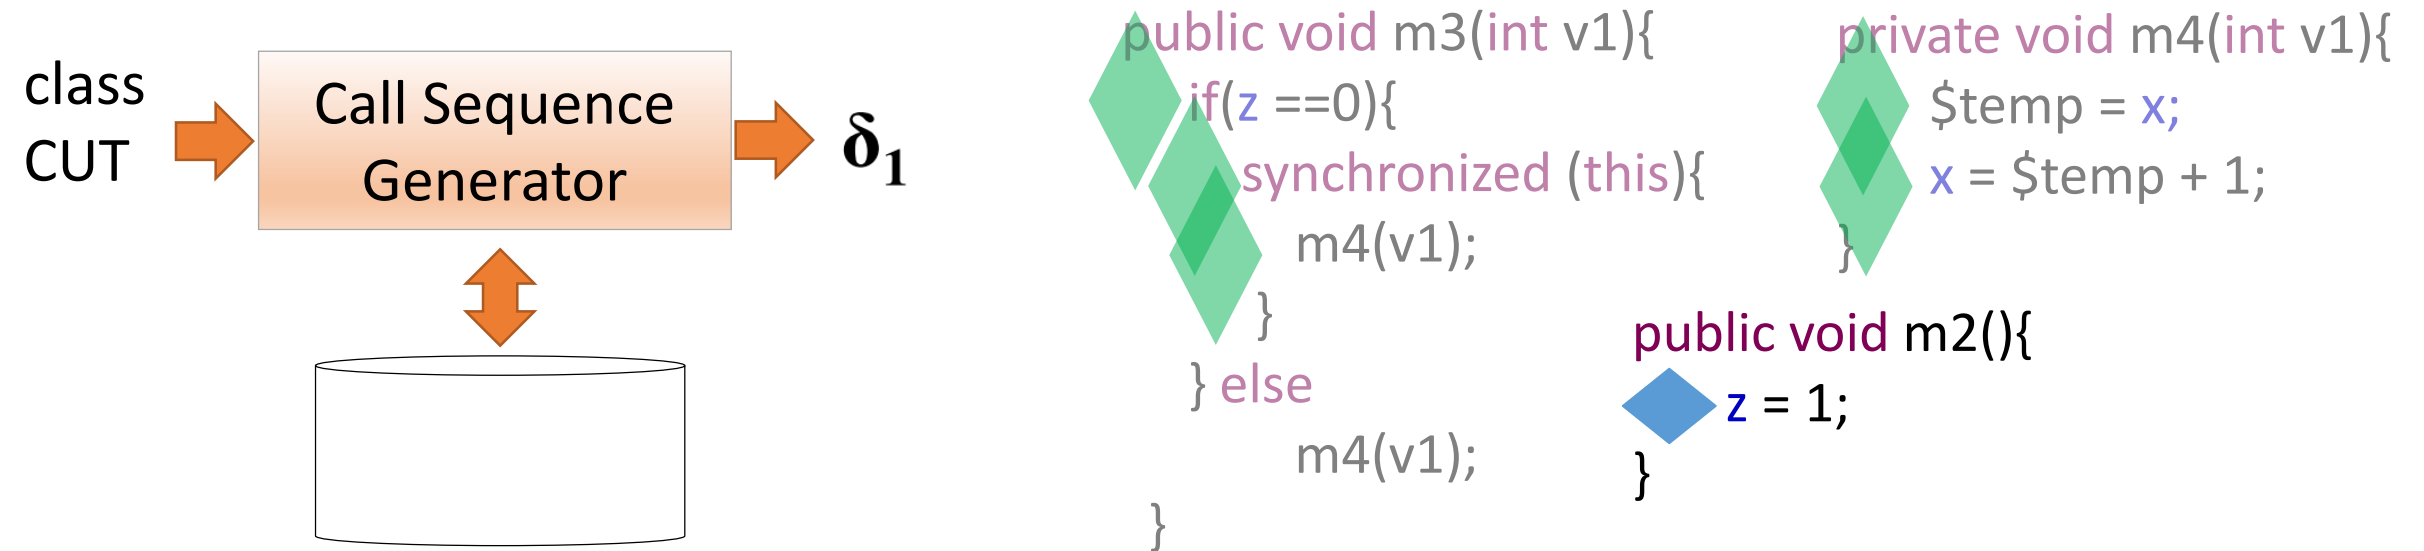 class
CUT
Call Sequence
Generator
δ1
public void m3(int v1){
if(z ==0){
synchronized (this){
m4(v1);
}
} else
m4(v1);
}
private void m4(int v1){
$temp = x;
x = $temp + 1;
}
public void m2(){
z = 1;
}